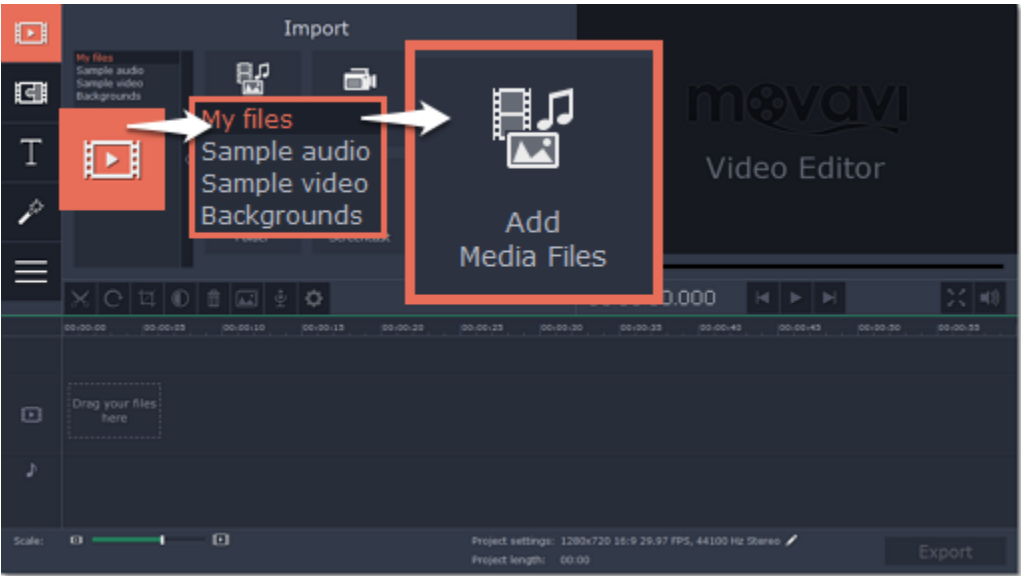 Import
My files
Sample audio
Sample video
Backgrounds
My files
Sample audio
Sample video
Backgrounds
Add
Media Files
Folder
Screencast
movavi
Video Editor
T
00:00:00 00:00:05 00:00:10 00:00:15 00:00:20 00:00:25 00:00:30 00:00:35 00:00:40 00:00:45 00:00:50 00:00:55
Drag your files
here
Scale:
Project settings: 1280x720 16:9 29.97 FPS, 44100 Hz Stereo
Project length: 00:00
Export